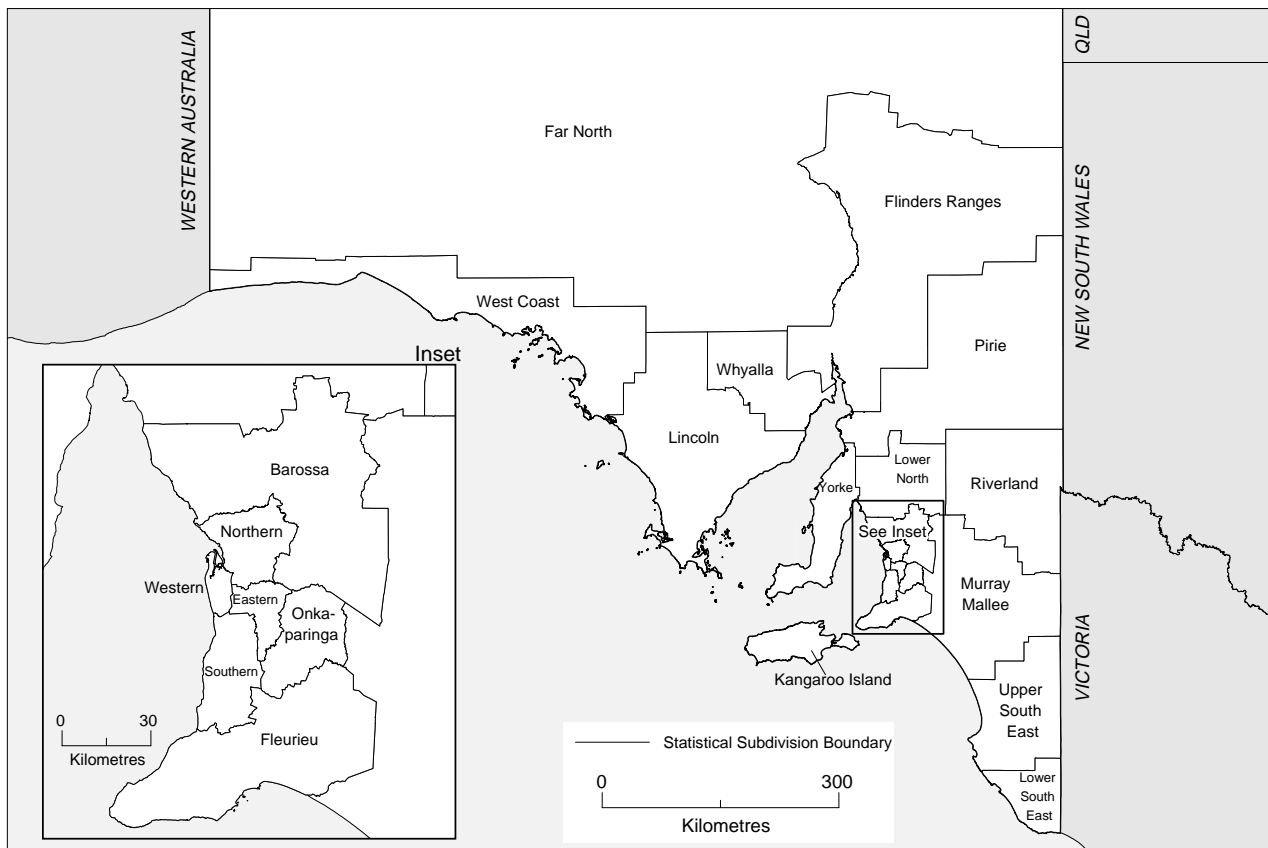 WESTERN AUSTRALIA
QLD
NEW SOUTH WALES
VICTORIA
Far North
Flinders Ranges
West Coast
Pirie
Whyalla
Lincoln
Lower
North
Yorke
Riverland
See Inset
Murray
Mallee
Kangaroo Island
Upper
South
East
Lower
South
East
Inset
Barossa
Northern
Western
Eastern
Onka-
paringa
Southern
Fleurieu
0 30
Kilometres
Statistical Subdivision Boundary
0 300
Kilometres